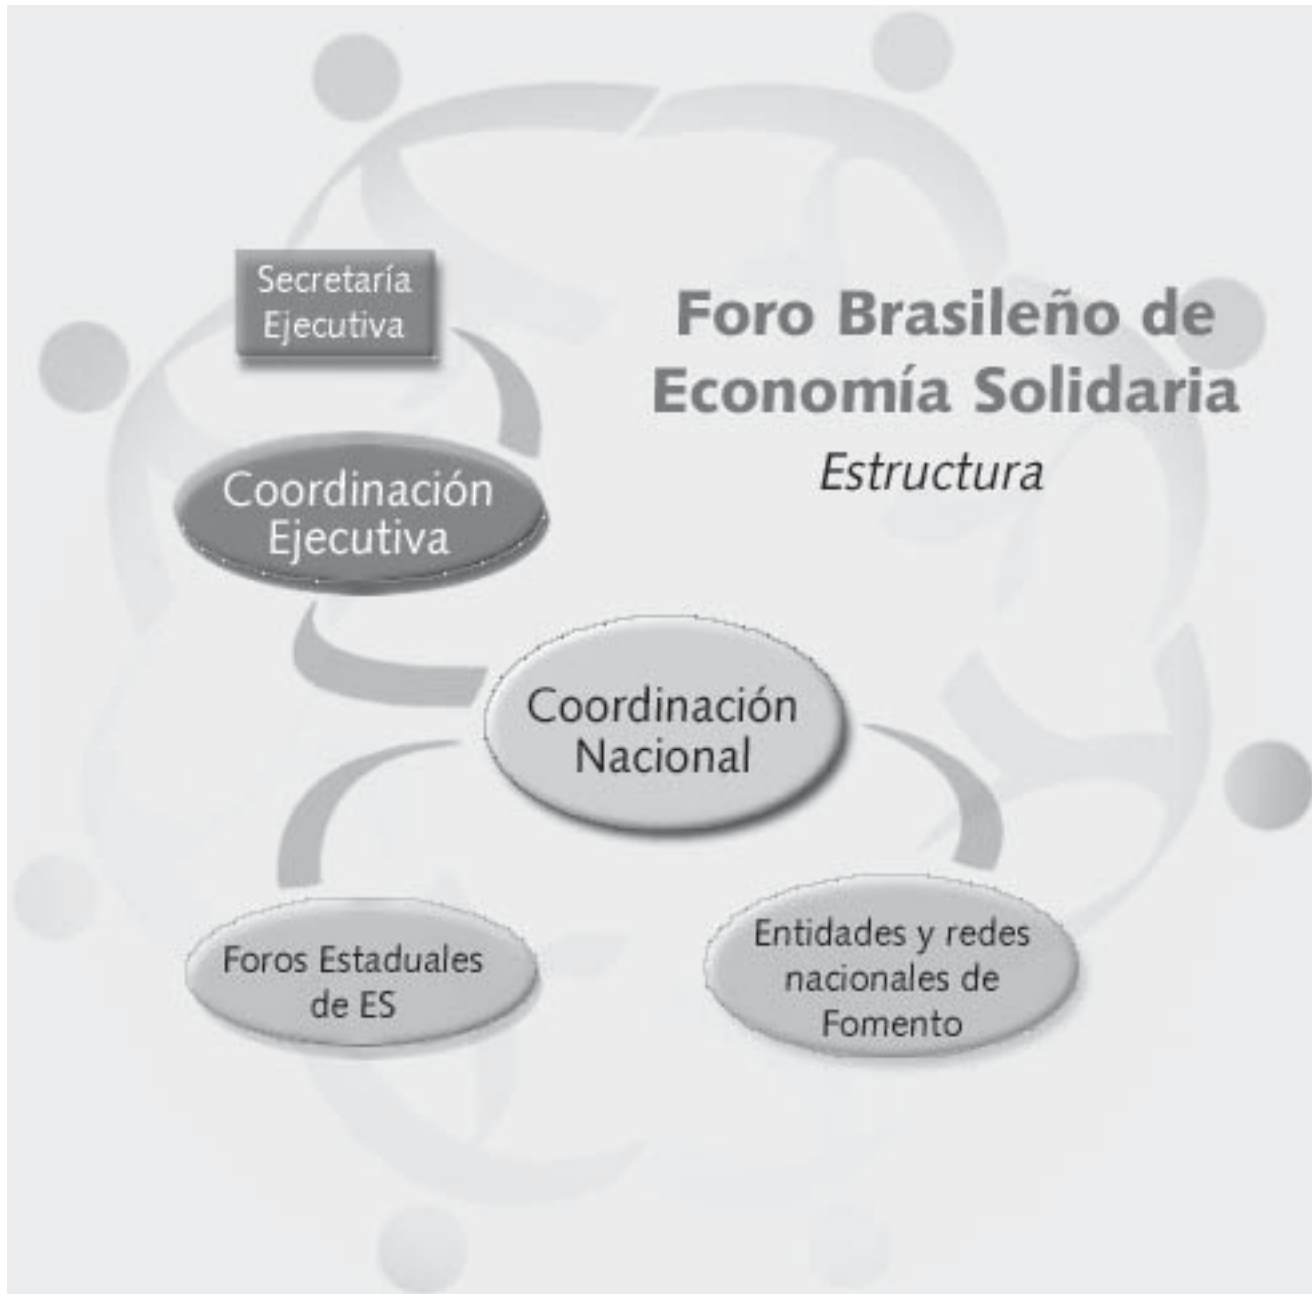 Secretaría
Ejecutiva
Foro Brasileño de
Economía Solidaria
Estructura
Coordinación
Ejecutiva
Coordinación
Nacional
Foros Estaduales
de ES
Entidades y redes
nacionales de
Fomento